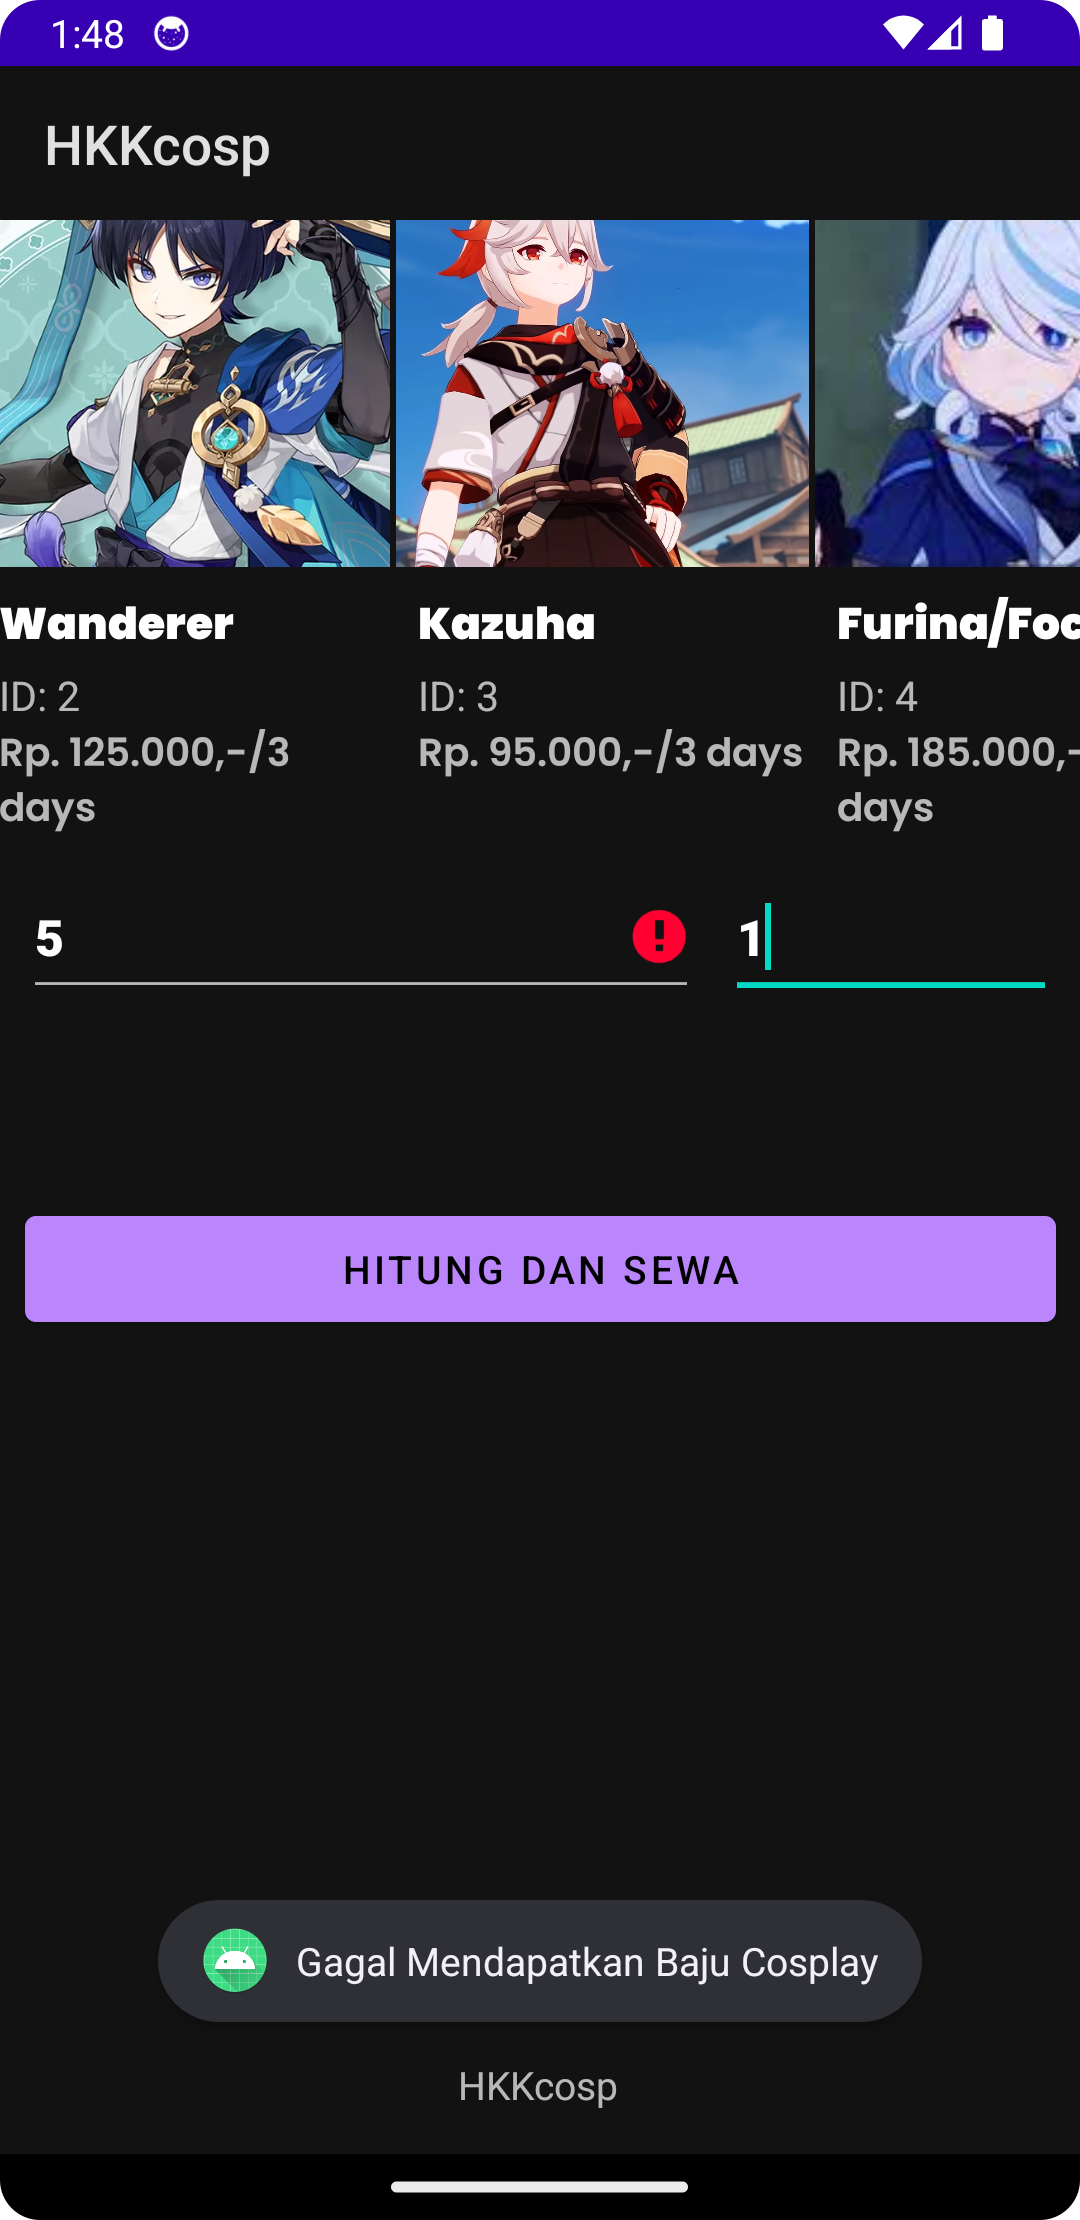 1:48
HKKcosp
Wanderer
Kazuha
Furina/Foc
ID: 2
ID: 3
ID: 4
Rp. 125.000,-/3
days
Rp. 95.000,-/3 days
Rp. 185.000,-
days
5
1
HITUNG DAN SEWA
Gagal Mendapatkan Baju Cosplay
HKKcosp